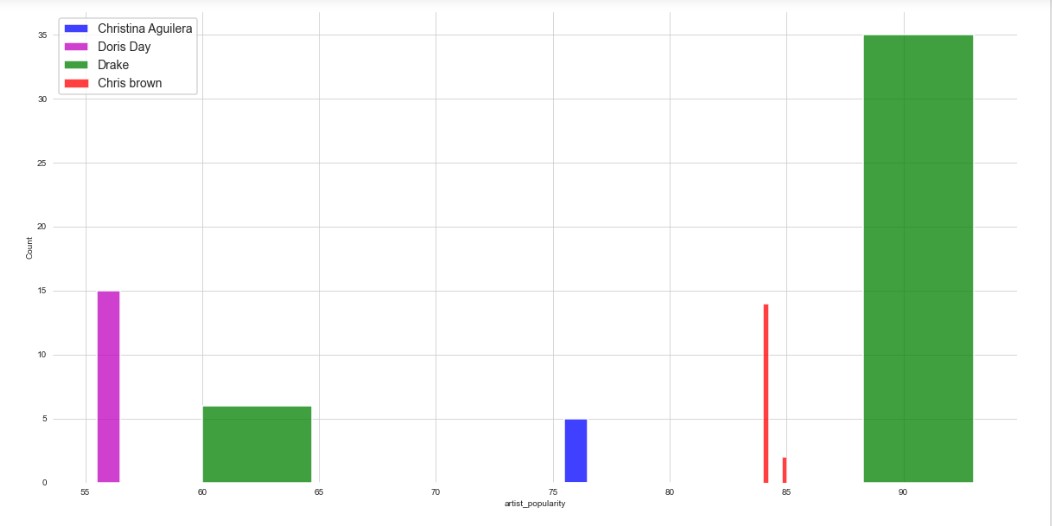 Christina Aguilera
Doris Day
Drake
Chris brown
35
30
25
20
15
10
5
0
Count
55 60 65 70 75 80 85 90
artist_popularity